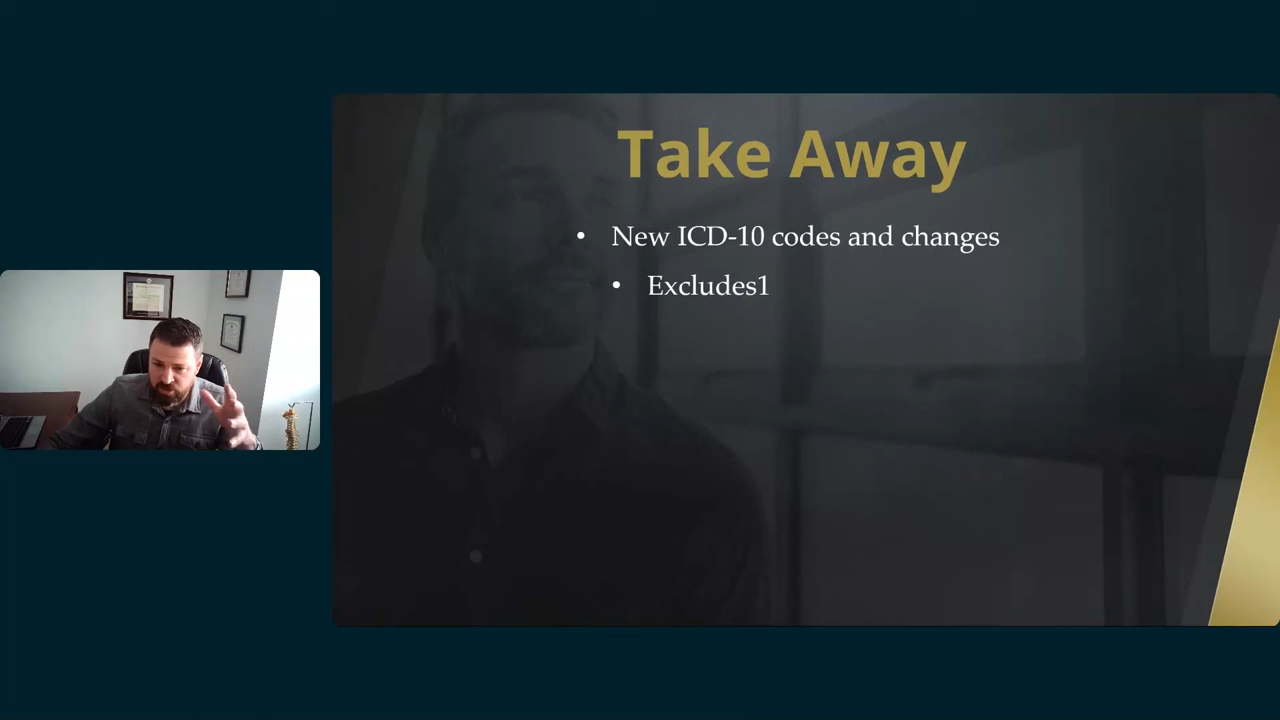 Take Away
• New ICD-10 codes and changes
• Excludes1